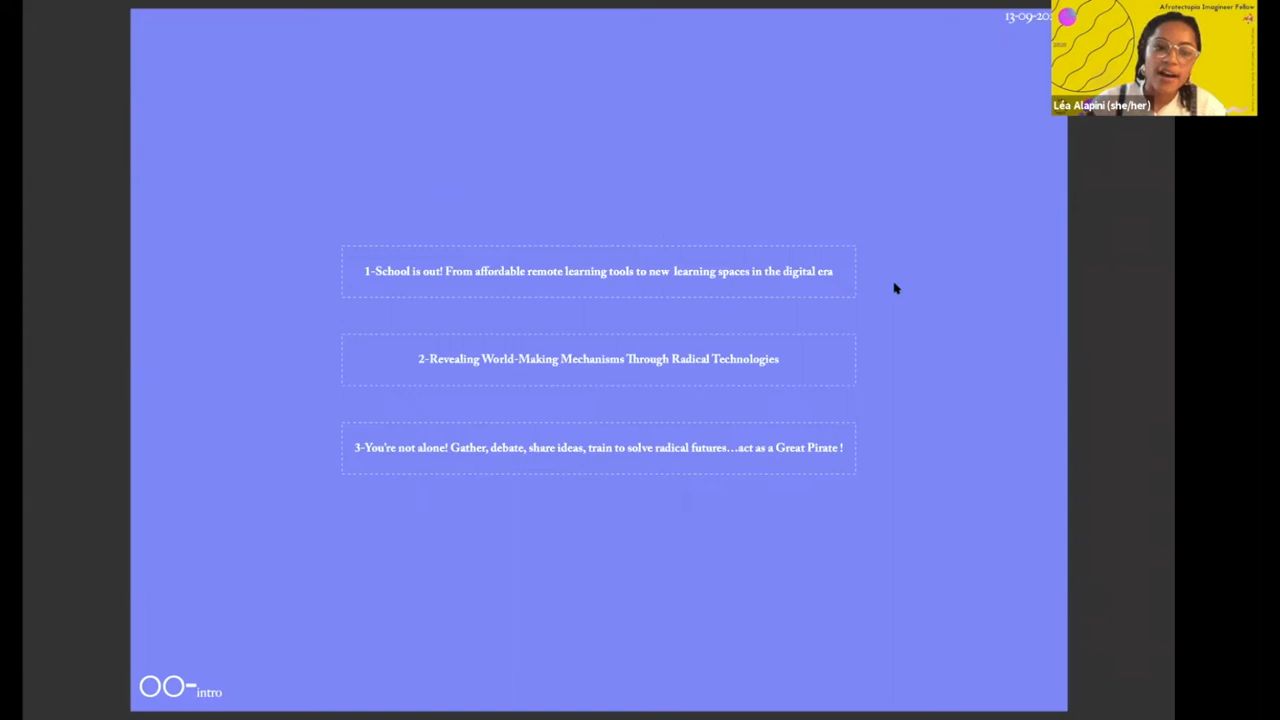 13-09-20
Afrotectopia Imagineer Fellow
2020
Léa Alapini (she/her)
1-School is out! From affordable remote learning tools to new learning spaces in the digital era
2-Revealing World-Making Mechanisms Through Radical Technologies
3-You're not alone! Gather, debate, share ideas, train to solve radical futures...act as a Great Pirate !
00-intro